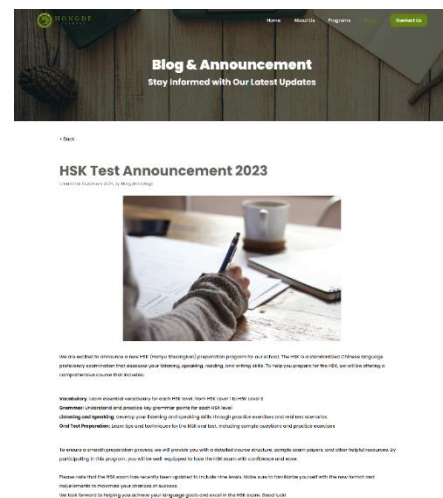 HONGDE
Home About Us Programs Contact Us
Blog & Announcement
Stay Informed with Our Latest Updates
< Back
HSK Test Announcement 2023
We are excited to announce a new HSK (Hanyu Shuiping Kaoshi) preparation program for our school. The HSK is a standardized Chinese language
proficiency examination that assesses your listening, speaking, reading, and writing skills. To help you prepare for the HSK, we will be offering a
comprehensive course that includes:
Vocabulary: Learn essential vocabulary for each HSK level, from HSK Level 1 to HSK Level 6
Grammar: Understand and practice key grammar points for each HSK level
Listening and Speaking: Develop your listening and speaking skills through practice exercises and real test scenarios
Oral Test Preparation: Learn tips and techniques for the HSK oral test, including sample questions and practice exercises
To ensure a smooth preparation process, we will provide you with a detailed course structure, sample exam papers, and other helpful resources. By
participating in this program, you will be well-equipped to face the HSK exam with confidence and ease.
Please note that the HSK exam has recently been updated to include nine levels. Make sure to familiarize yourself with the new format and
requirements to maximize your chances of success.
We look forward to helping you achieve your language goals and excel in the HSK exam. Good luck!